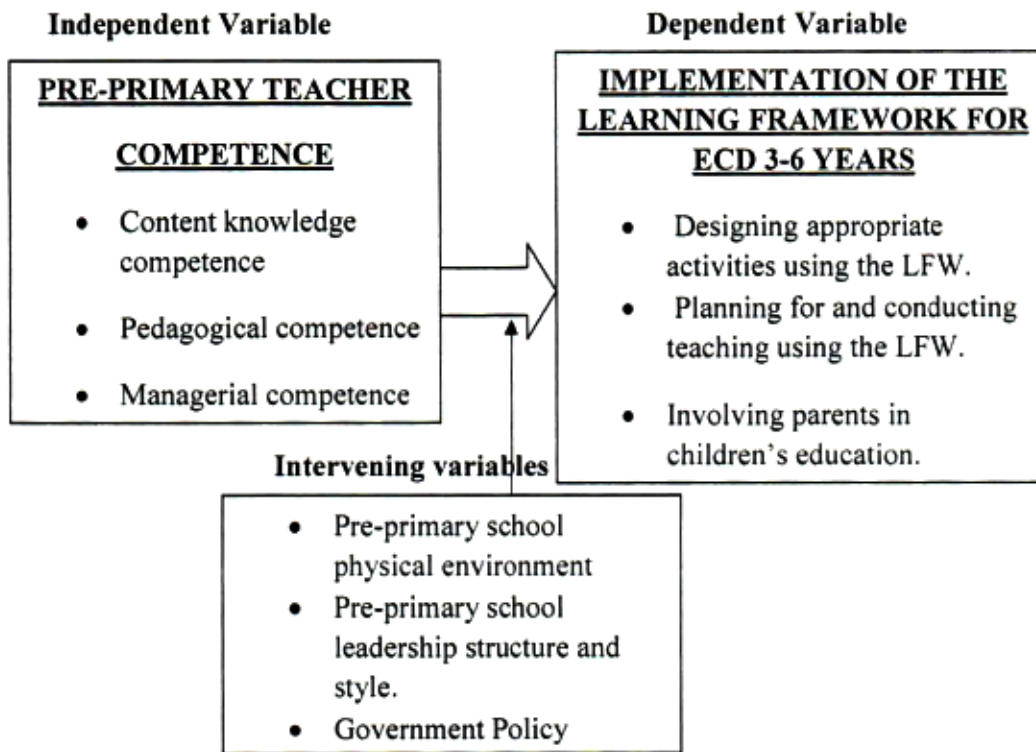 Independent Variable
PRE-PRIMARY TEACHER
COMPETENCE
• Content knowledge
competence
• Pedagogical competence
• Managerial competence
Dependent Variable
IMPLEMENTATION OF THE
LEARNING FRAMEWORK FOR
ECD 3-6 YEARS
• Designing appropriate
activities using the LFW.
• Planning for and conducting
teaching using the LFW.
• Involving parents in
children's education.
Intervening variables
• Pre-primary school
physical environment
• Pre-primary school
leadership structure and
style.
• Government Policy